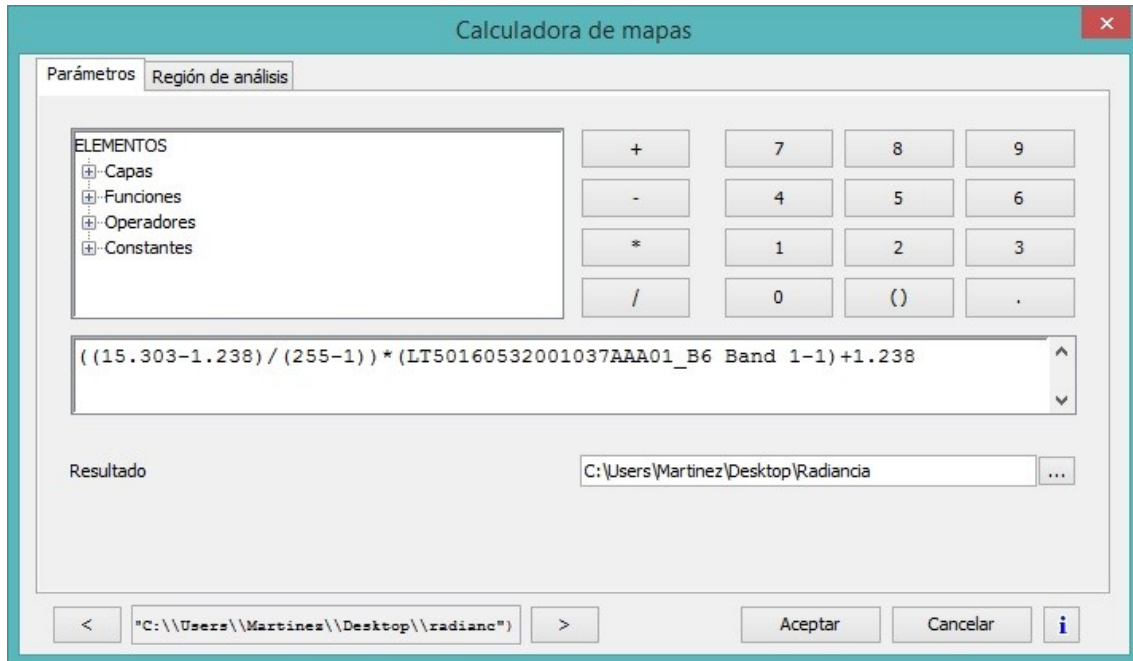 Calculadora de mapas
Parámetros Región de análisis
ELEMENTOS
Capas
Funciones
Operadores
Constantes
+ 7 8 9
- 4 5 6
* 1 2 3
/ 0 () .
((15.303-1.238)/(255-1))*(LT50160532001037AAA01_B6 Band 1-1)+1.238
Resultado C:\Users\Martinez\Desktop\Radiancia ...
< "C:\\Users\\Martinez\\Desktop\\radianc") > Aceptar Cancelar i